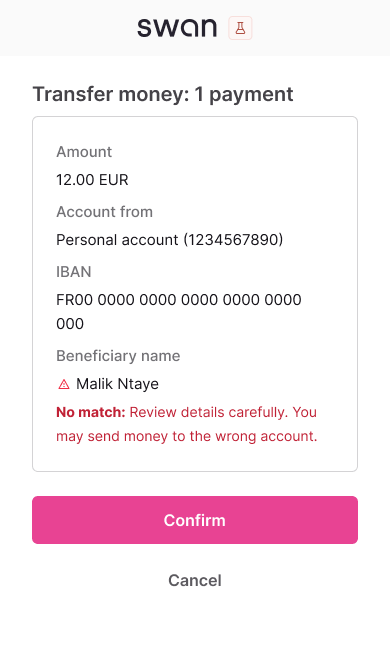 swan
Transfer money: 1 payment
Amount
12.00 EUR
Account from
Personal account (1234567890)
IBAN
FR00 0000 0000 0000 0000 0000
000
Beneficiary name
Malik Ntaye
No match: Review details carefully. You
may send money to the wrong account.
Confirm
Cancel